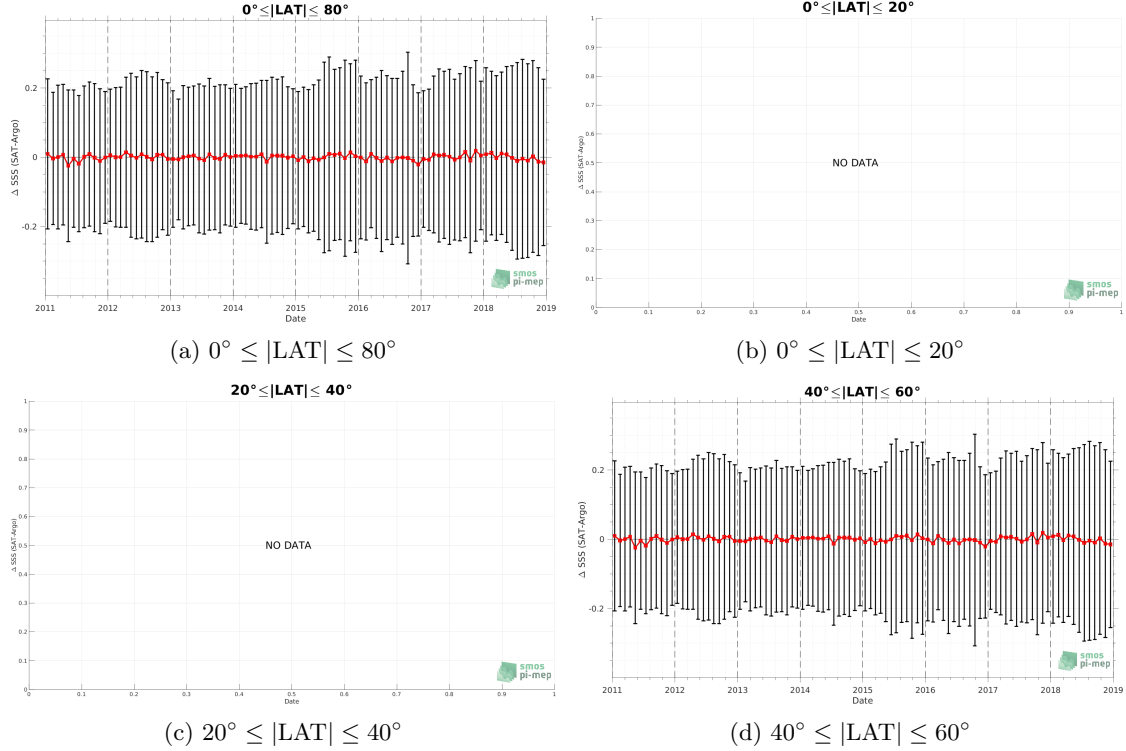 0°≤|LAT|≤ 80°
0.2
0
-0.2
Δ SSS (SAT-Argo)
2011 2012 2013 2014 2015 2016 2017 2018 2019
Date
smos
pi-mep
(a) 0° ≤ |LAT| ≤ 80°
0°≤|LAT|≤ 20°
1
0.9
0.8
0.7
0.6
0.5
0.4
0.3
0.2
0.1
0
Δ SSS (SAT-Argo)
NO DATA
0 0.1 0.2 0.3 0.4 0.5 0.6 0.7 0.8 0.9 1
Date
smos
pi-mep
(b) 0° ≤ |LAT| ≤ 20°
20°≤|LAT|≤ 40°
1
0.9
0.8
0.7
0.6
0.5
0.4
0.3
0.2
0.1
0
Δ SSS (SAT-Argo)
NO DATA
0 0.1 0.2 0.3 0.4 0.5 0.6 0.7 0.8 0.9 1
Date
smos
pi-mep
(c) 20° ≤ |LAT| ≤ 40°
40°≤|LAT|≤ 60°
0.2
0
-0.2
Δ SSS (SAT-Argo)
2011 2012 2013 2014 2015 2016 2017 2018 2019
Date
smos
pi-mep
(d) 40° ≤ |LAT| ≤ 60°